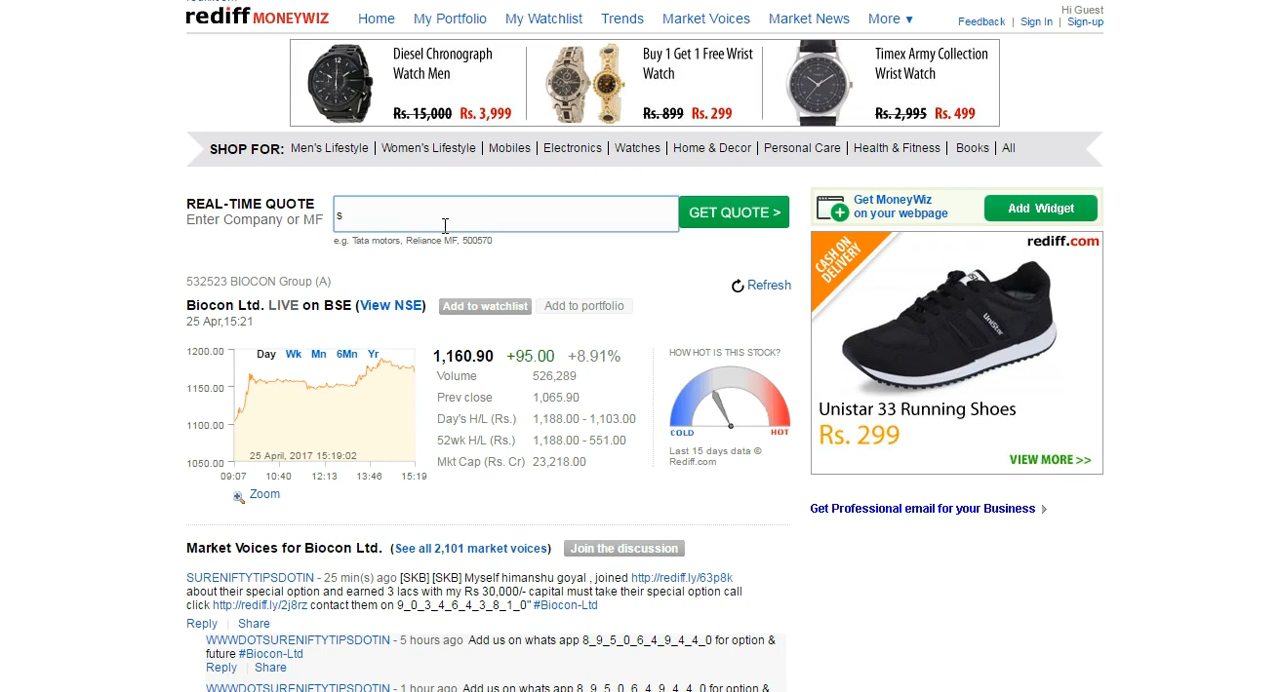 rediff MONEYWIZ Home My Portfolio My Watchlist Trends Market Voices Market News More ▼
Hi Guest
Feedback | Sign In | Sign-up
Diesel Chronograph
Watch Men
Rs. 15,000 Rs. 3,999
Buy 1 Get 1 Free Wrist
Watch
Rs. 899 Rs. 299
Timex Army Collection
Wrist Watch
Rs. 2,995 Rs. 499
SHOP FOR: Men's Lifestyle | Women's Lifestyle | Mobiles | Electronics | Watches | Home & Decor | Personal Care | Health & Fitness | Books | All
REAL-TIME QUOTE
Enter Company or MF
s
GET QUOTE >
e.g. Tata motors, Reliance MF, 500570
Get MoneyWiz
on your webpage
Add Widget
532523 BIOCON Group (A)
Refresh
Biocon Ltd. LIVE on BSE (View NSE) Add to watchlist Add to portfolio
25 Apr,15:21
1200.00
1150.00
1100.00
1050.00
Day Wk Mn 6Mn Yr
25 April, 2017 15:19:02
09:07 10:40 12:13 13:46 15:19
Zoom
1,160.90 +95.00 +8.91%
Volume 526,289
Prev close 1,065.90
Day's H/L (Rs.) 1,188.00 - 1,103.00
52wk H/L (Rs.) 1,188.00 - 551.00
Mkt Cap (Rs. Cr) 23,218.00
HOW HOT IS THIS STOCK?
COLD HOT
Last 15 days data ©
Rediff.com
CASH ON
DELIVERY
rediff.com
UniStar
Unistar 33 Running Shoes
Rs. 299
VIEW MORE >>
Get Professional email for your Business
Market Voices for Biocon Ltd. (See all 2,101 market voices) Join the discussion
SURENIFTYTIPSDOTIN - 25 min(s) ago [SKB] [SKB] Myself himanshu goyal , joined http://rediff.ly/63p8k
about their special option and earned 3 lacs with my Rs 30,000/- capital must take their special option call
click http://rediff.ly/2j8rz contact them on 9_0_3_4_6_4_3_8_1_0" #Biocon-Ltd
Reply | Share
WWWDOTSURENIFTYTIPSDOTIN - 5 hours ago Add us on whats app 8_9_5_0_6_4_9_4_4_0 for option &
future #Biocon-Ltd
Reply | Share
WWWDOTSURENIFTYTIPSDOTIN - 1 hour ago Add us on whats app 8_9_5_0_6_4_9_4_4_0 for option &